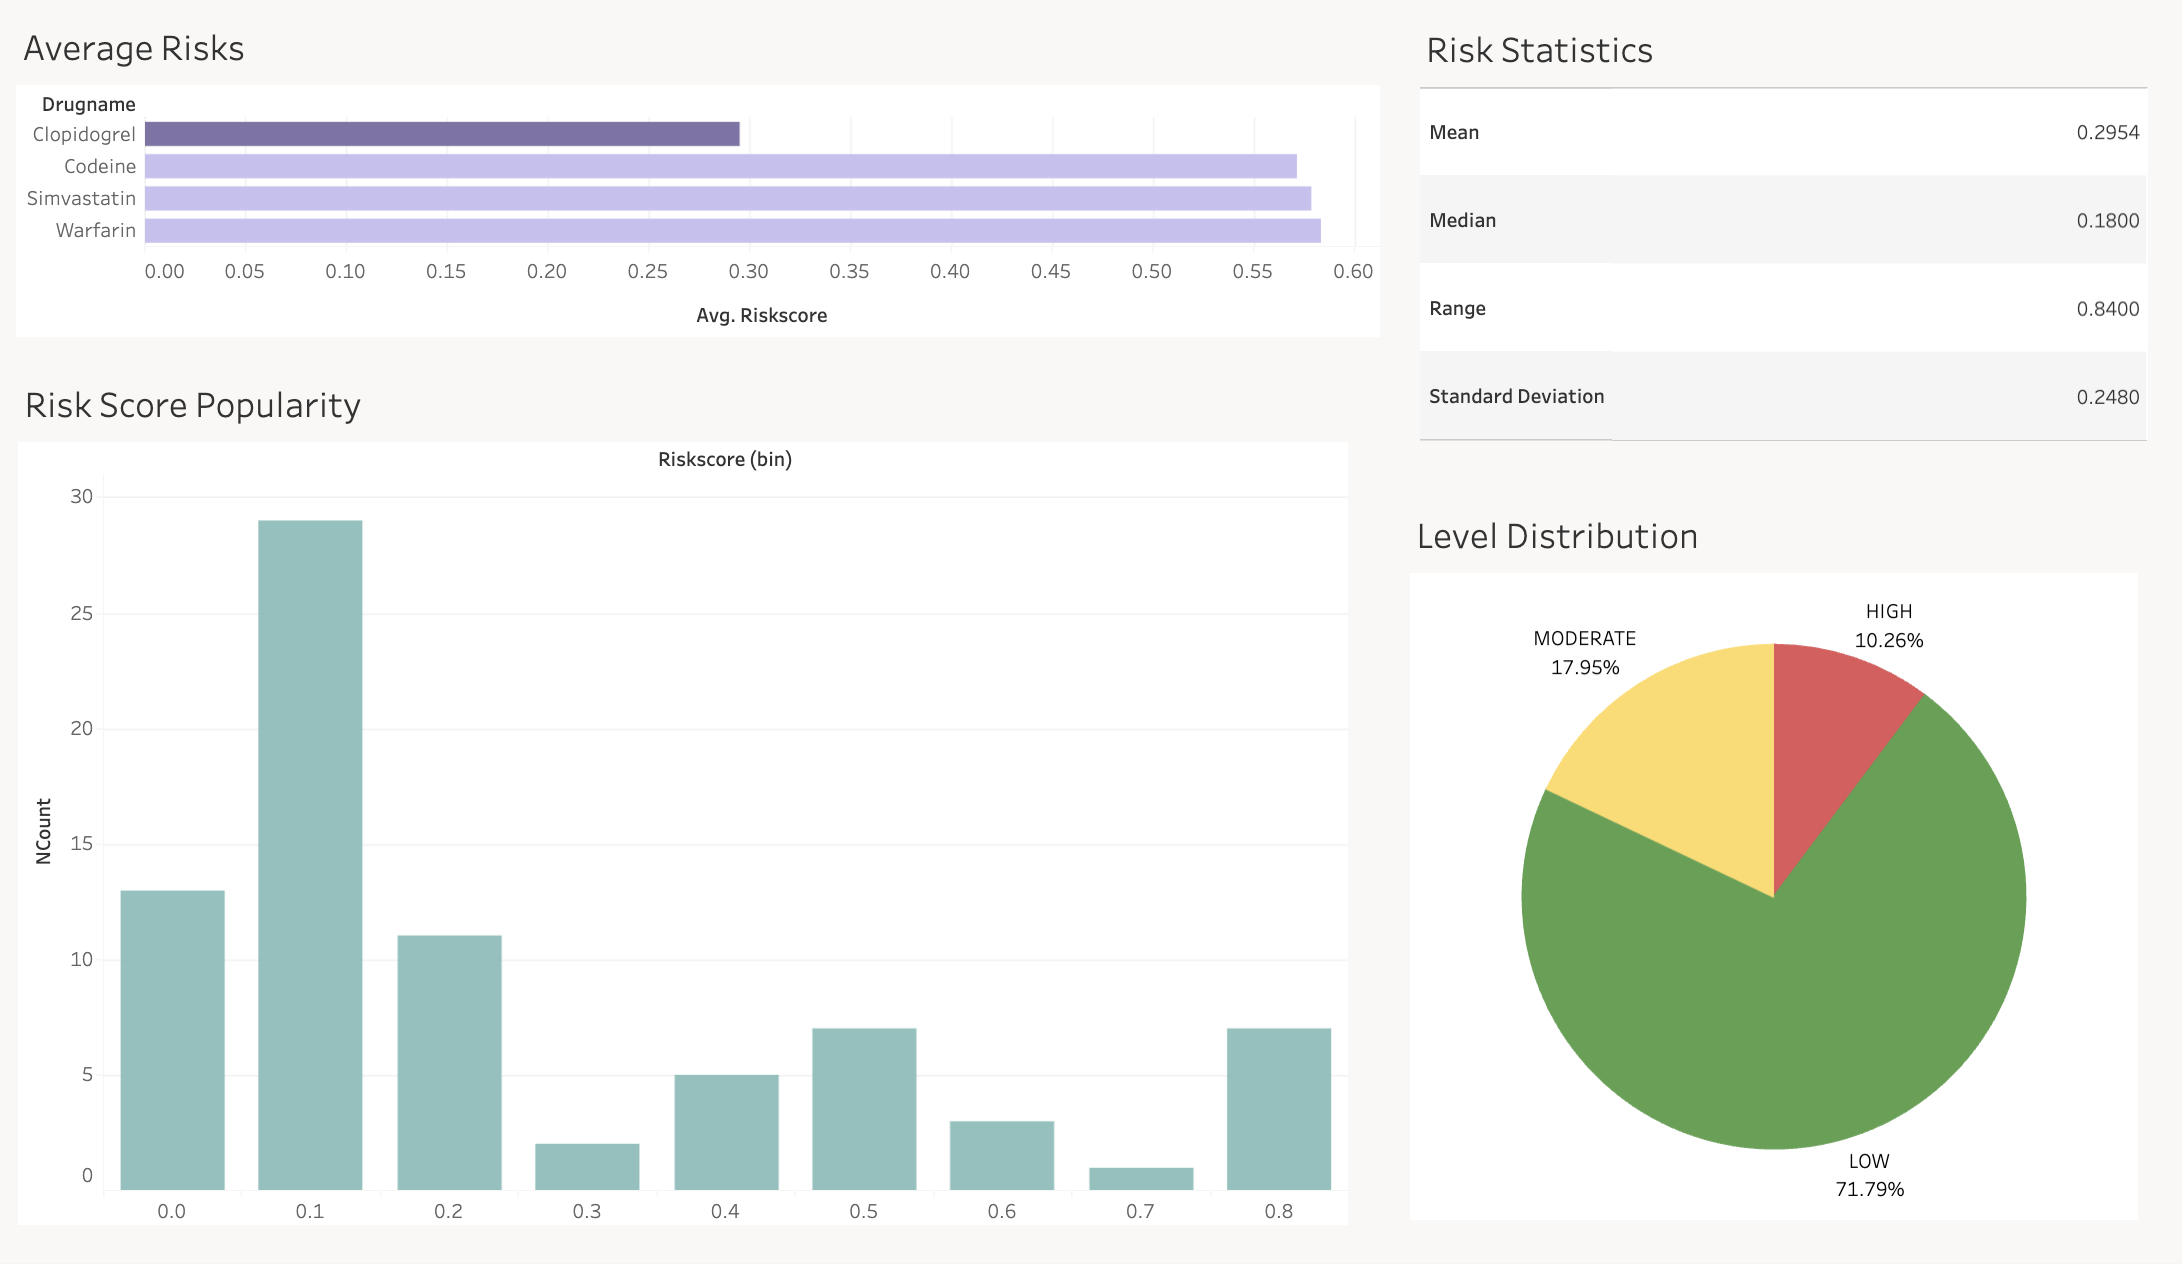 Average Risks
Drugname
Clopidogrel
Codeine
Simvastatin
Warfarin
0.00 0.05 0.10 0.15 0.20 0.25 0.30 0.35 0.40 0.45 0.50 0.55 0.60
Avg. Riskscore
Risk Statistics
Mean 0.2954
Median 0.1800
Range 0.8400
Standard Deviation 0.2480
Risk Score Popularity
Riskscore (bin)
30
25
20
15
10
5
0
NCount
0.0 0.1 0.2 0.3 0.4 0.5 0.6 0.7 0.8
Level Distribution
HIGH
10.26%
MODERATE
17.95%
LOW
71.79%